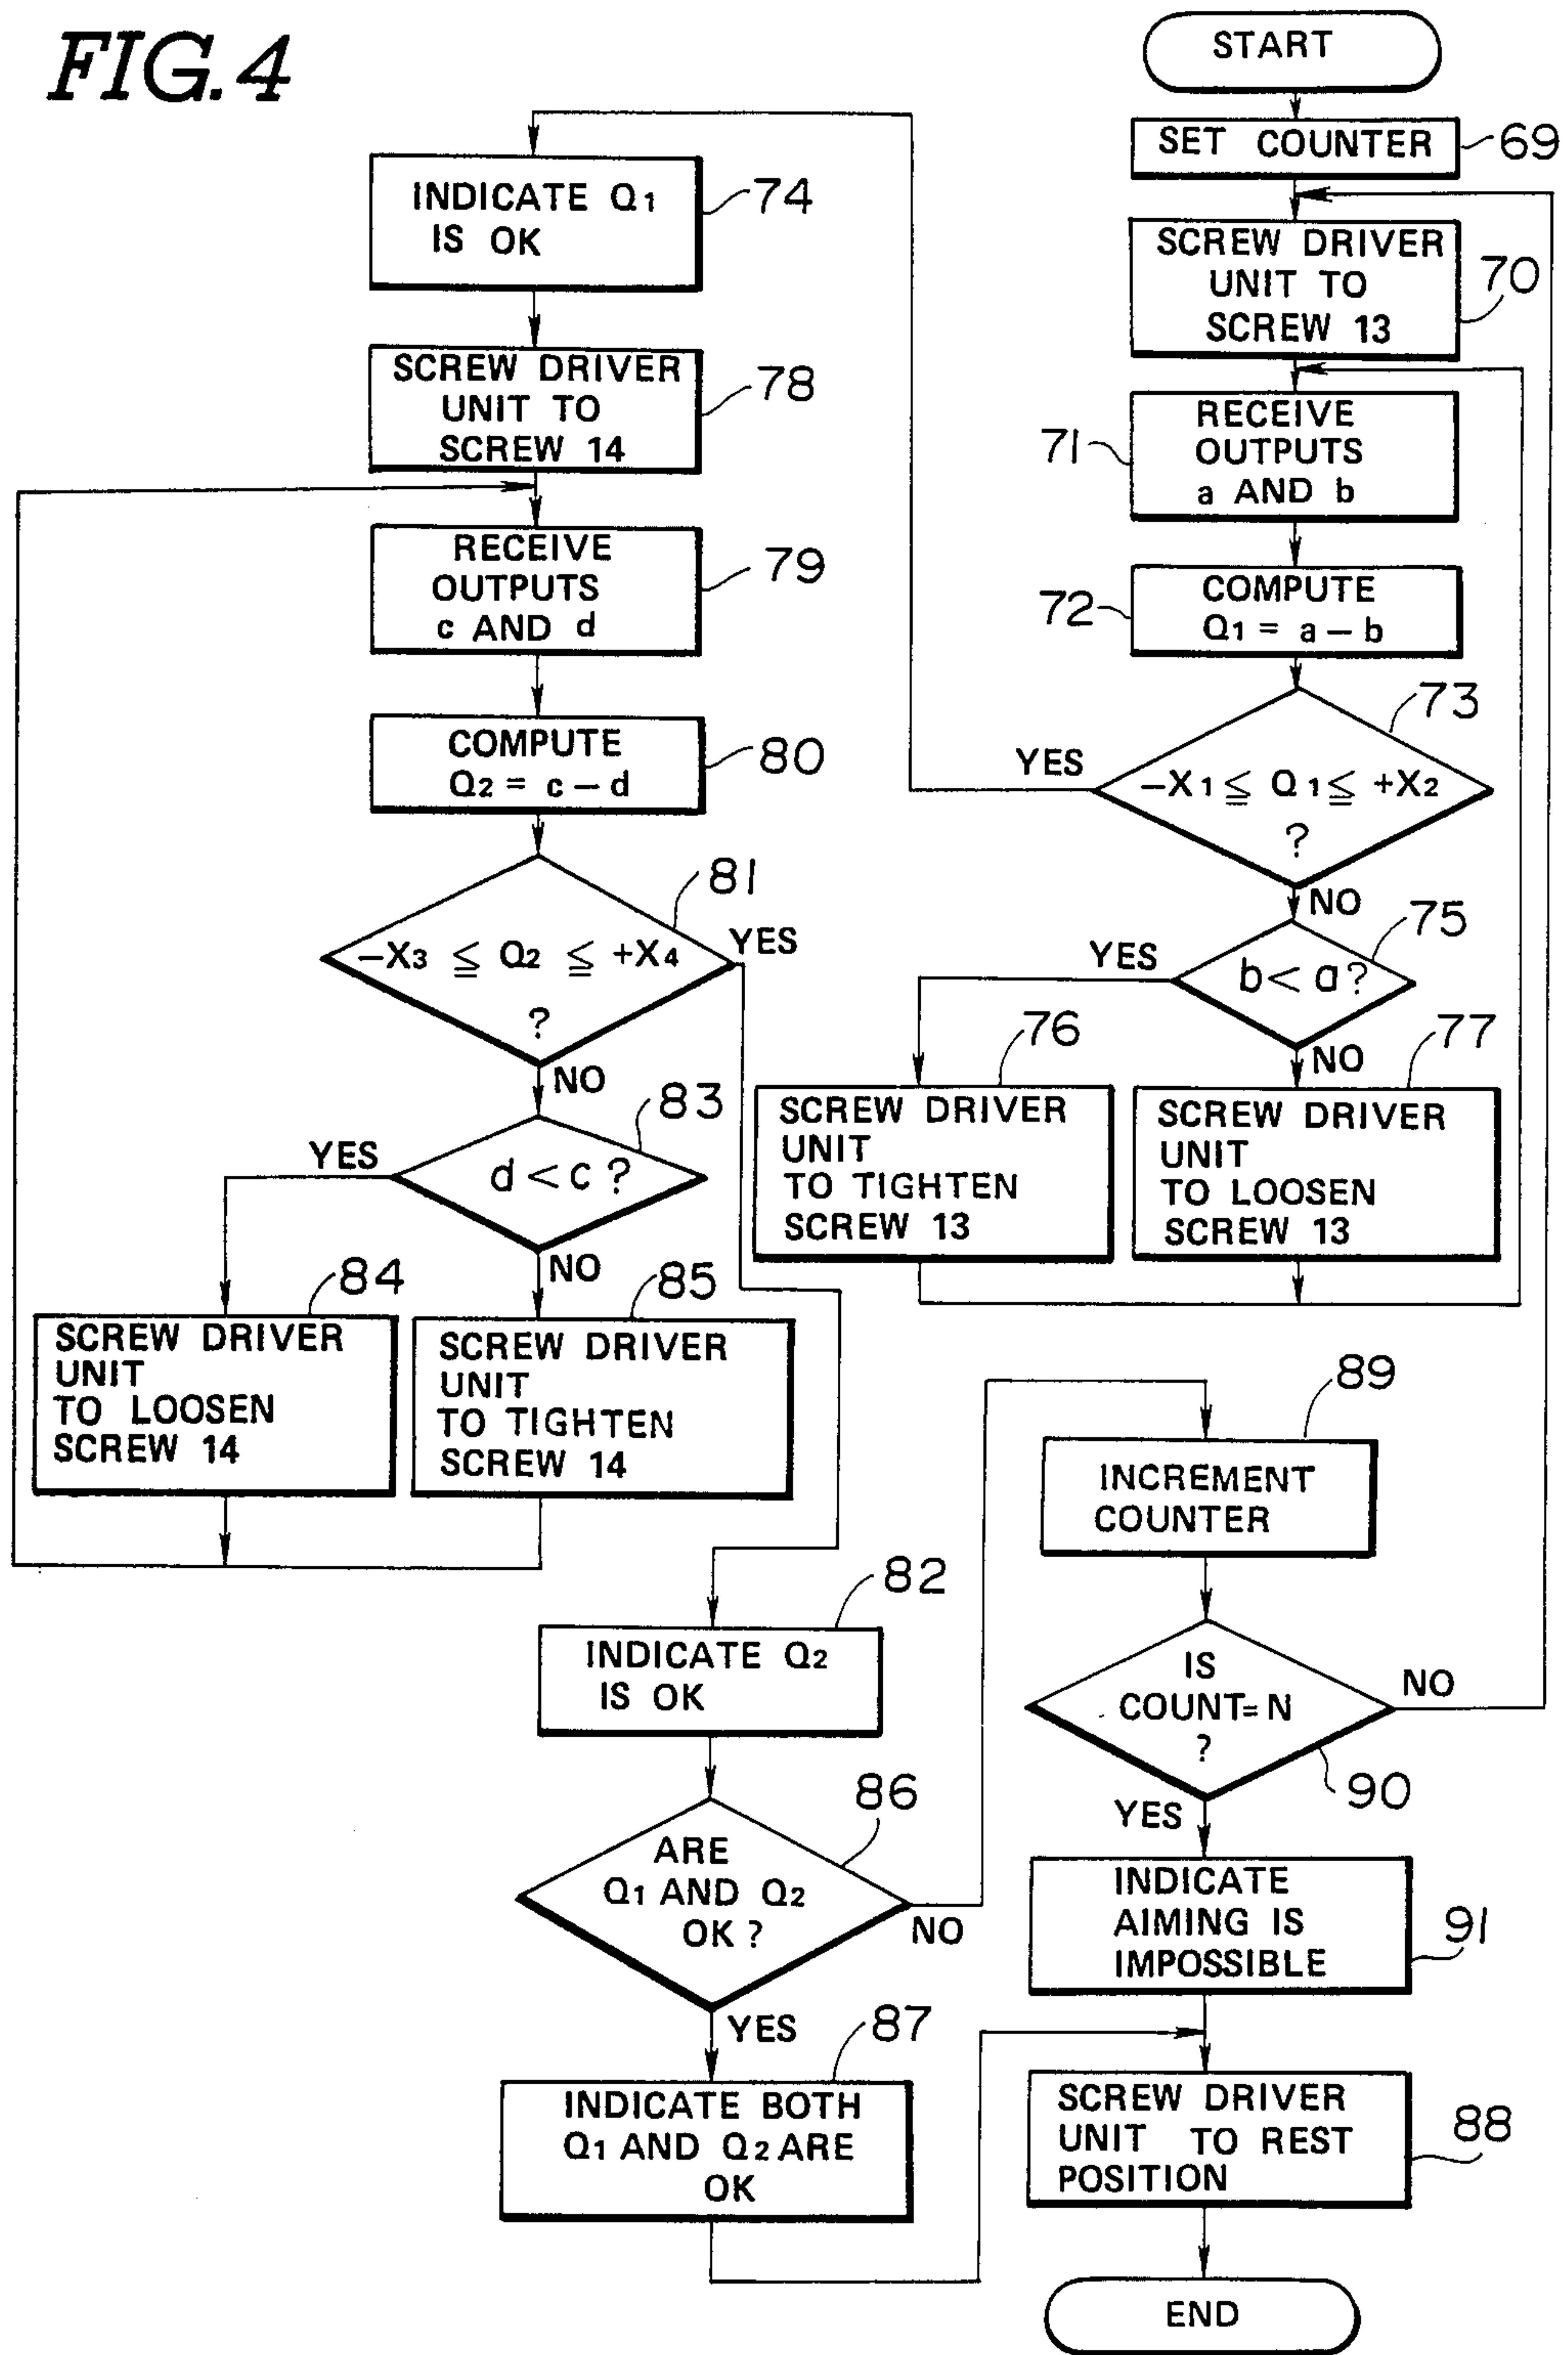 FIG. 4
START
SET COUNTER
69
SCREW DRIVER
UNIT TO
SCREW 13
70
RECEIVE
OUTPUTS
a AND b
71
COMPUTE
Q1 = a – b
72
73
–X1 ≦ Q1 ≦ +X2
?
YES
NO
75
b < a ?
YES
NO
76
SCREW DRIVER
UNIT
TO TIGHTEN
SCREW 13
77
SCREW DRIVER
UNIT
TO LOOSEN
SCREW 13
INDICATE Q1
IS OK
74
SCREW DRIVER
UNIT TO
SCREW 14
78
RECEIVE
OUTPUTS
c AND d
79
COMPUTE
Q2 = c – d
80
81
–X3 ≦ Q2 ≦ +X4
?
YES
NO
83
d < c ?
YES
NO
84
SCREW DRIVER
UNIT
TO LOOSEN
SCREW 14
85
SCREW DRIVER
UNIT
TO TIGHTEN
SCREW 14
82
INDICATE Q2
IS OK
86
ARE
Q1 AND Q2
OK ?
NO
YES
87
INDICATE BOTH
Q1 AND Q2 ARE
OK
89
INCREMENT
COUNTER
IS
COUNT = N
?
NO
90
YES
INDICATE
AIMING IS
IMPOSSIBLE
91
SCREW DRIVER
UNIT TO REST
POSITION
88
END